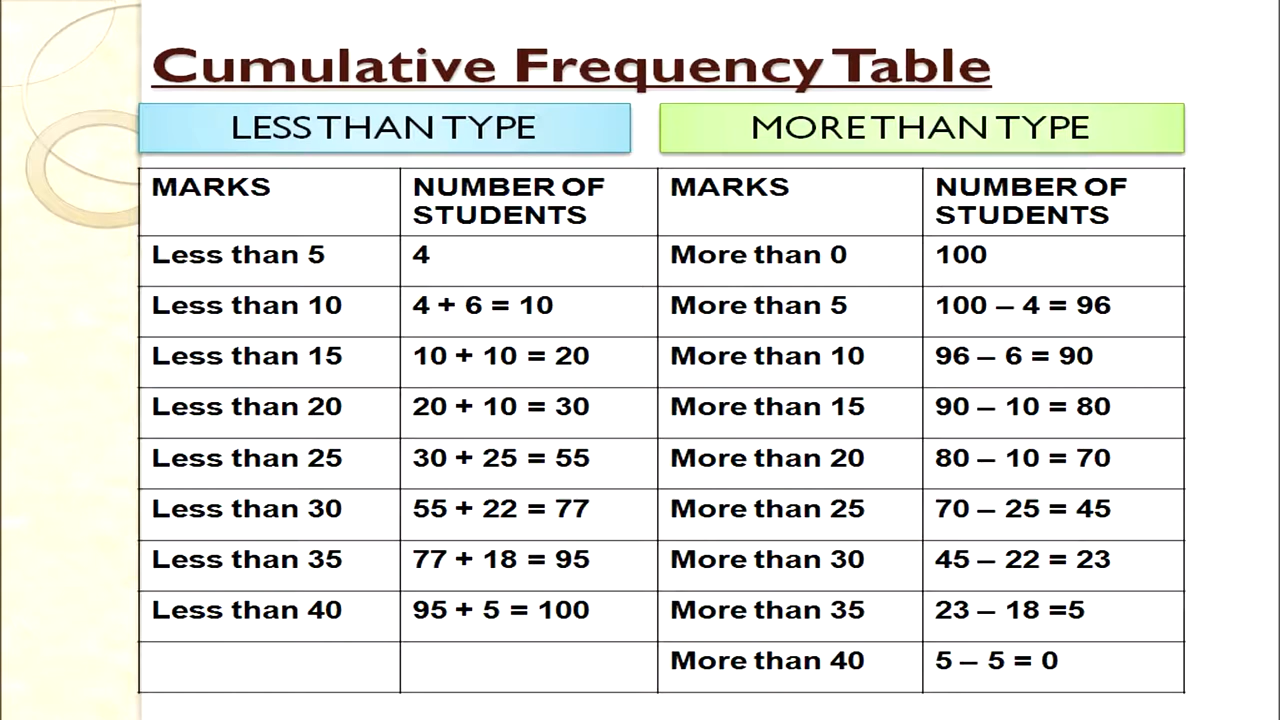 Cumulative Frequency Table
LESS THAN TYPE
MORE THAN TYPE
MARKS NUMBER OF STUDENTS MARKS NUMBER OF STUDENTS
Less than 5 4 More than 0 100
Less than 10 4 + 6 = 10 More than 5 100 – 4 = 96
Less than 15 10 + 10 = 20 More than 10 96 – 6 = 90
Less than 20 20 + 10 = 30 More than 15 90 – 10 = 80
Less than 25 30 + 25 = 55 More than 20 80 – 10 = 70
Less than 30 55 + 22 = 77 More than 25 70 – 25 = 45
Less than 35 77 + 18 = 95 More than 30 45 – 22 = 23
Less than 40 95 + 5 = 100 More than 35 23 – 18 =5
More than 40 5 – 5 = 0